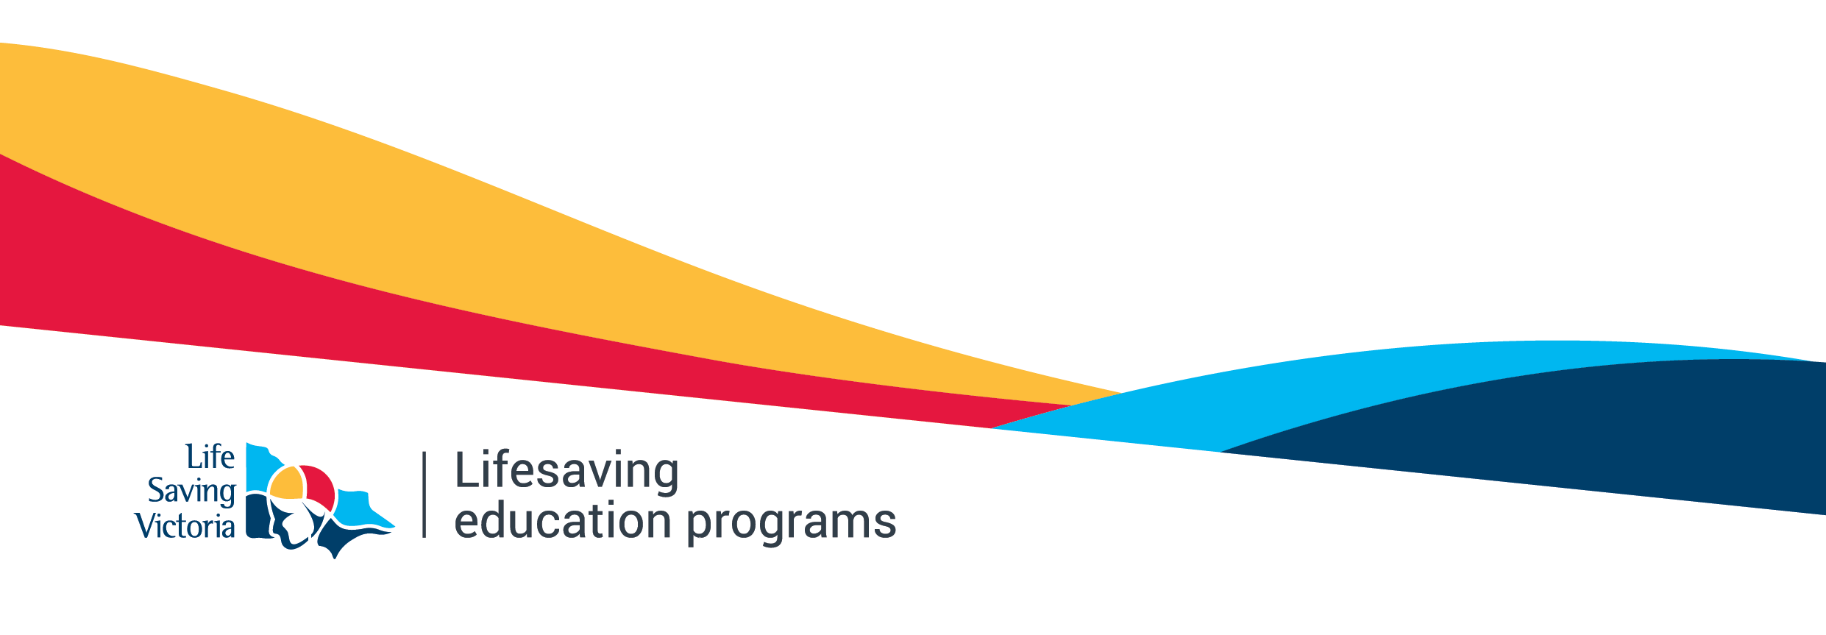 Life
Saving
Victoria
Lifesaving
education programs